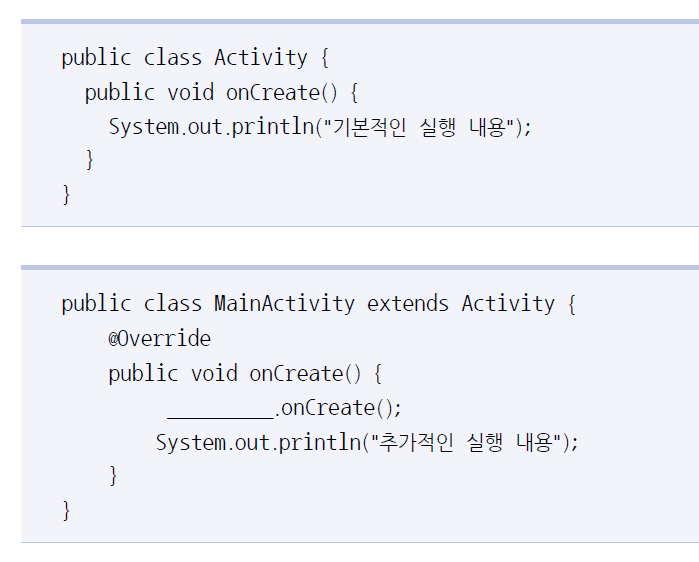 public class Activity {
public void onCreate() {
System.out.println("기본적인 실행 내용");
}
}
public class MainActivity extends Activity {
@Override
public void onCreate() {
_________.onCreate();
System.out.println("추가적인 실행 내용");
}
}